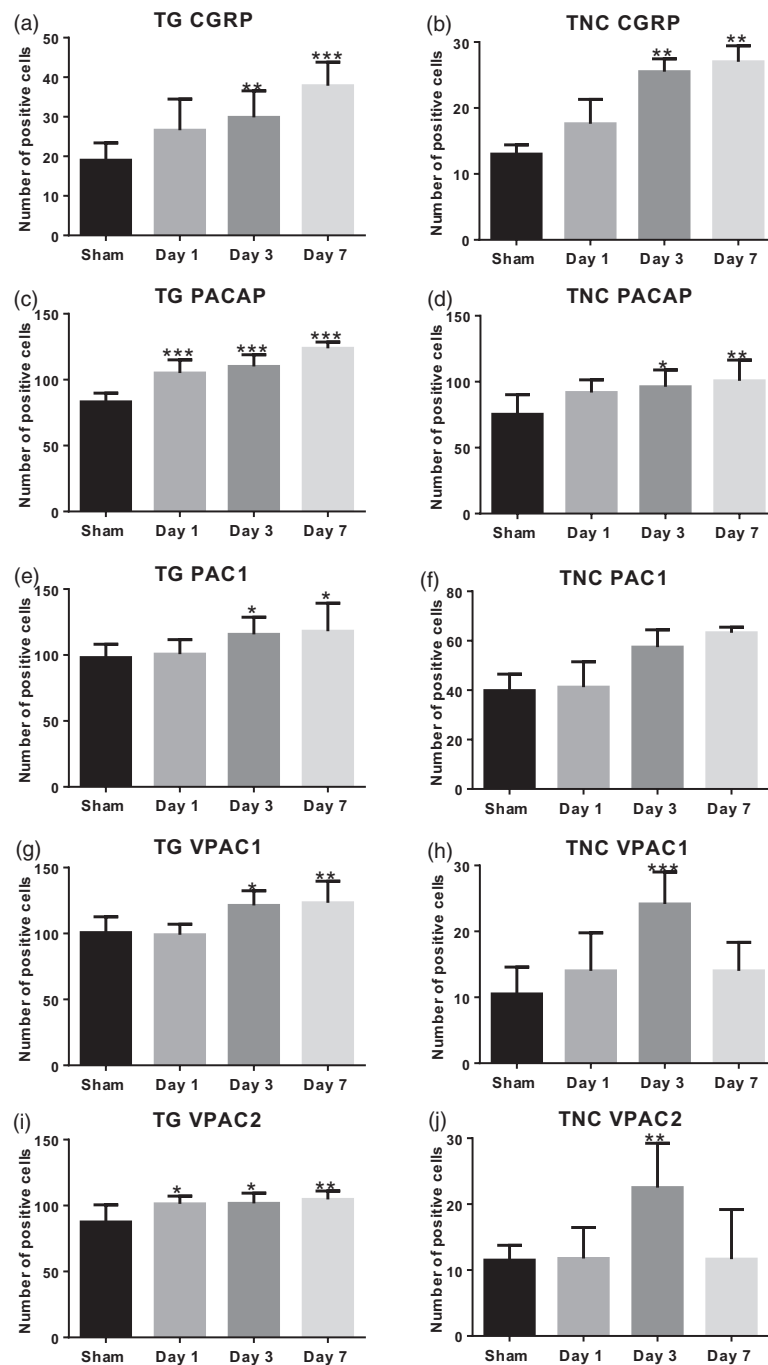 (a) TG CGRP
Number of positive cells
50
40
30
20
10
0
**
***
Sham Day 1 Day 3 Day 7
(b) TNC CGRP
Number of positive cells
30
20
10
0
**
**
Sham Day 1 Day 3 Day 7
(c) TG PACAP
Number of positive cells
150
100
50
0
***
***
***
Sham Day 1 Day 3 Day 7
(d) TNC PACAP
Number of positive cells
150
100
50
0
*
**
Sham Day 1 Day 3 Day 7
(e) TG PAC1
Number of positive cells
150
100
50
0
*
*
Sham Day 1 Day 3 Day 7
(f) TNC PAC1
Number of positive cells
80
60
40
20
0
Sham Day 1 Day 3 Day 7
(g) TG VPAC1
Number of positive cells
150
100
50
0
*
**
Sham Day 1 Day 3 Day 7
(h) TNC VPAC1
Number of positive cells
30
20
10
0
***
Sham Day 1 Day 3 Day 7
(i) TG VPAC2
Number of positive cells
150
100
50
0
*
*
**
Sham Day 1 Day 3 Day 7
(j) TNC VPAC2
Number of positive cells
30
20
10
0
**
Sham Day 1 Day 3 Day 7